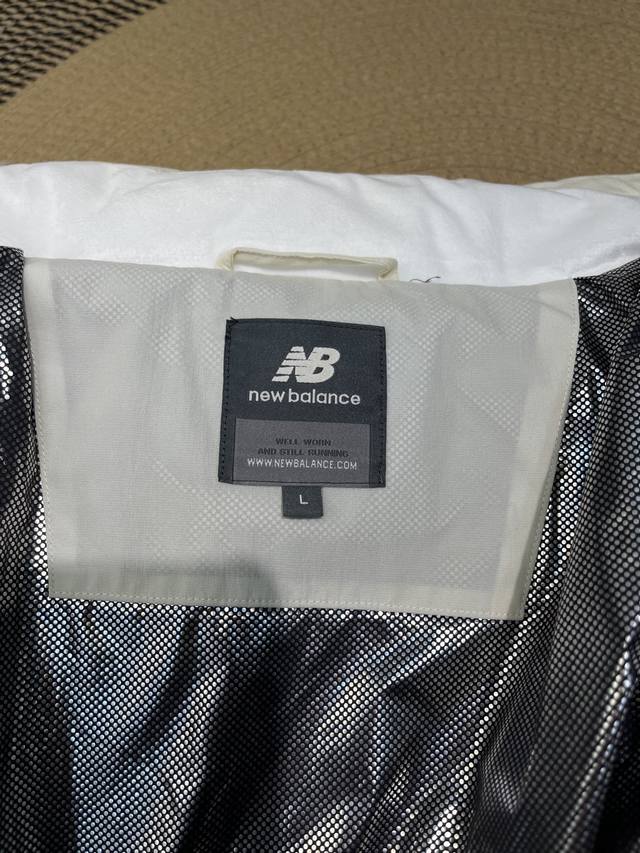 NB
new balance
WELL WORN
AND STILL RUNNING
WWW.NEWBALANCE.COM
L